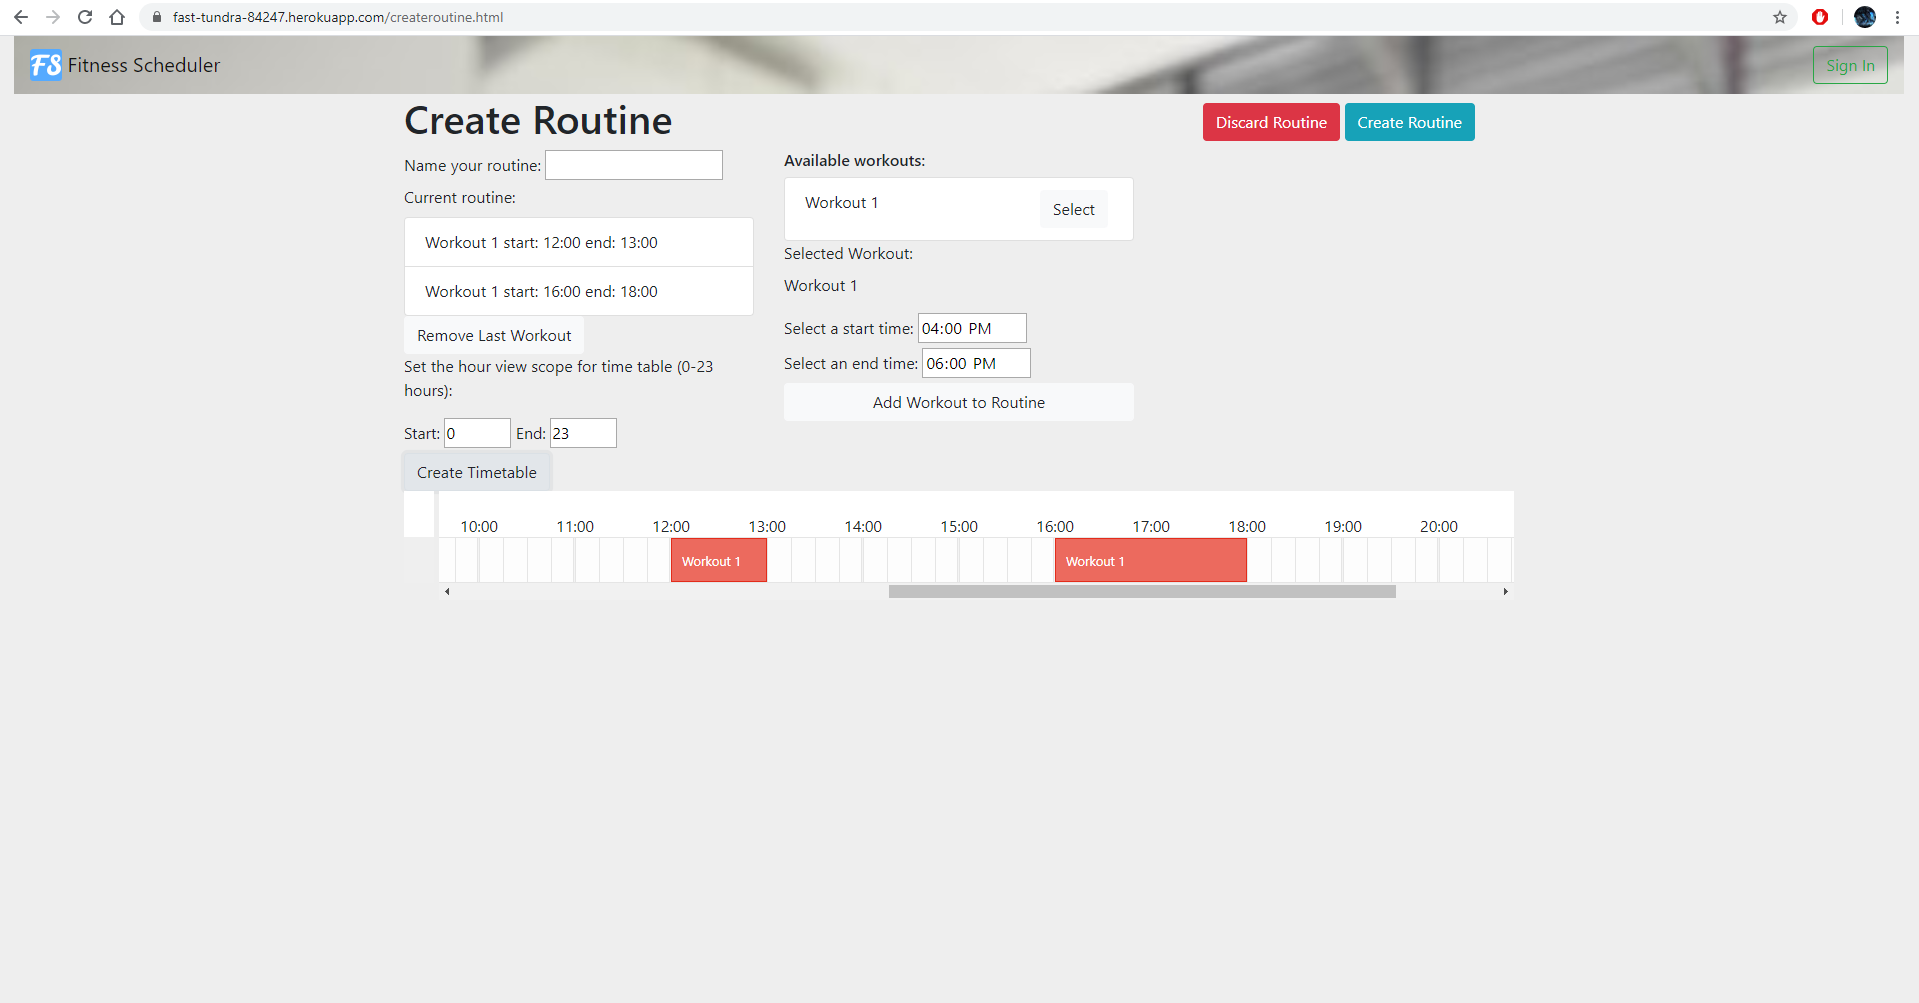 fast-tundra-84247.herokuapp.com/createroutine.html
FS Fitness Scheduler
Sign In
Create Routine
Discard Routine
Create Routine
Name your routine:
Current routine:
Workout 1 start: 12:00 end: 13:00
Workout 1 start: 16:00 end: 18:00
Remove Last Workout
Set the hour view scope for time table (0-23
hours):
Start: 0 End: 23
Create Timetable
Available workouts:
Workout 1
Select
Selected Workout:
Workout 1
Select a start time: 04:00 PM
Select an end time: 06:00 PM
Add Workout to Routine
10:00 11:00 12:00 13:00 14:00 15:00 16:00 17:00 18:00 19:00 20:00
Workout 1 Workout 1